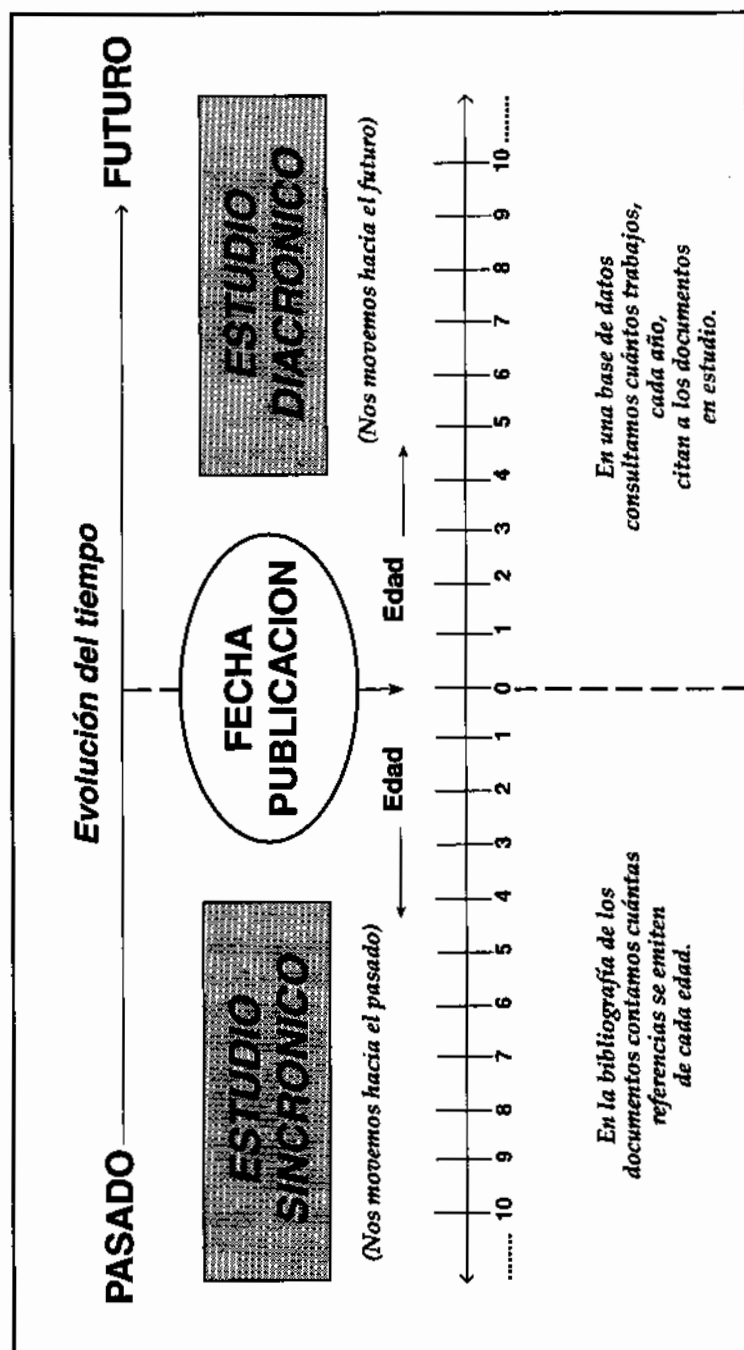 Evolución del tiempo
PASADO
FUTURO
ESTUDIO
SINCRONICO
FECHA
PUBLICACION
ESTUDIO
DIACRONICO
(Nos movemos hacia el pasado)
(Nos movemos hacia el futuro)
Edad
Edad
10 9 8 7 6 5 4 3 2 1 0 1 2 3 4 5 6 7 8 9 10
En la bibliografía de los
documentos contamos cuántas
referencias se emiten
de cada edad.
En una base de datos
consultamos cuántos trabajos,
cada año,
citan a los documentos
en estudio.